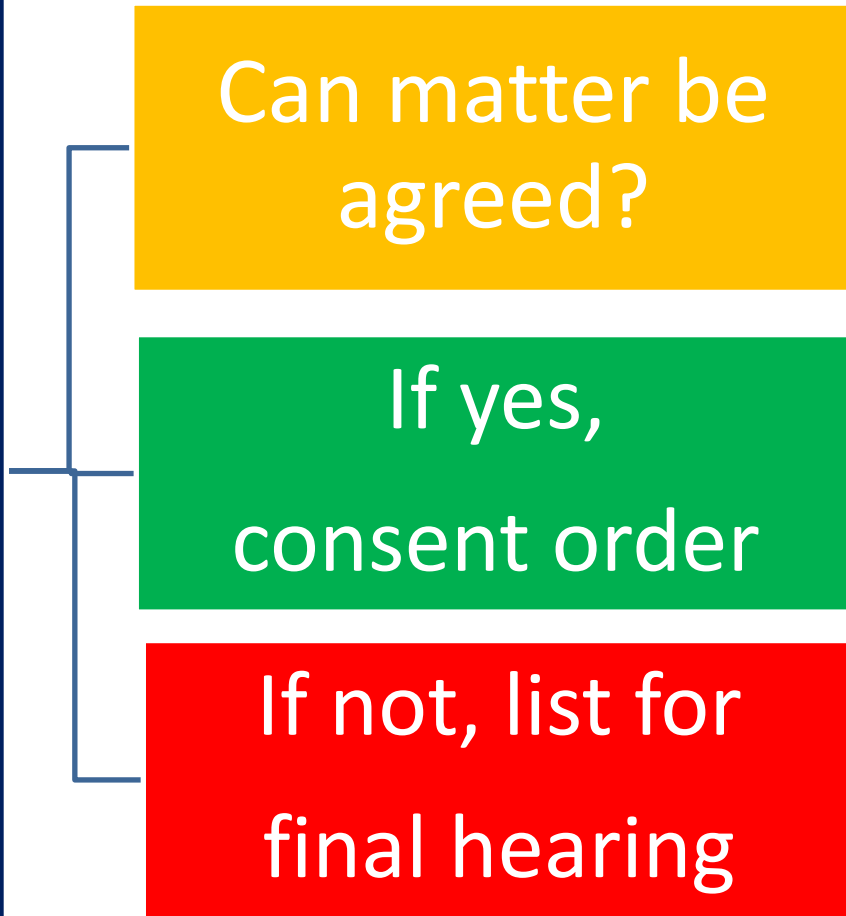 Can matter be
agreed?
If yes,
consent order
If not, list for
final hearing